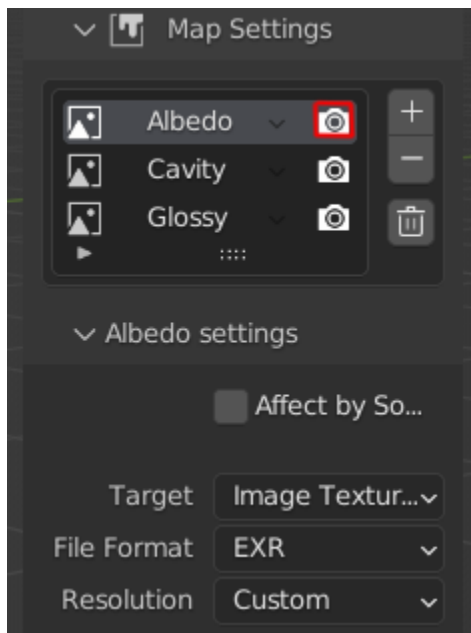 Map Settings
Albedo
Cavity
Glossy
Albedo settings
Affect by So...
Target Image Textur...
File Format EXR
Resolution Custom